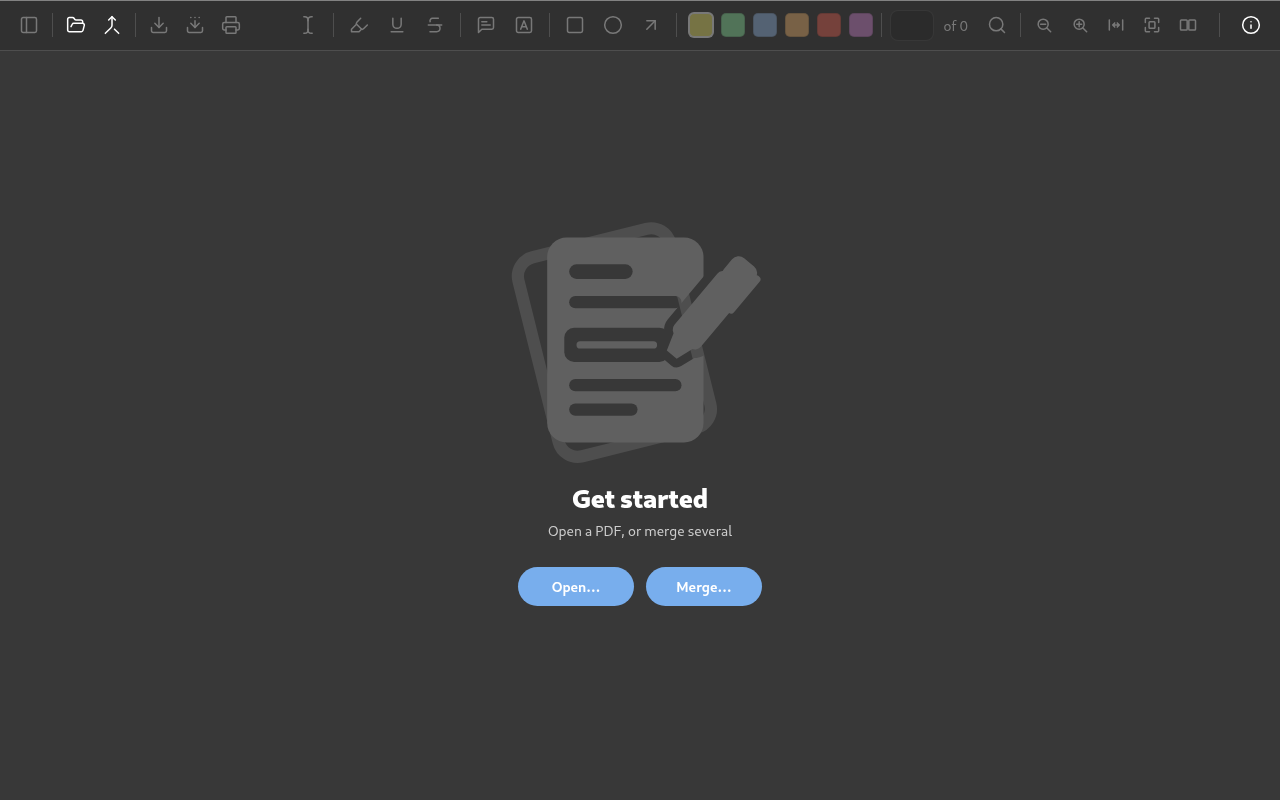 of 0
Get started
Open a PDF, or merge several
Open...
Merge...